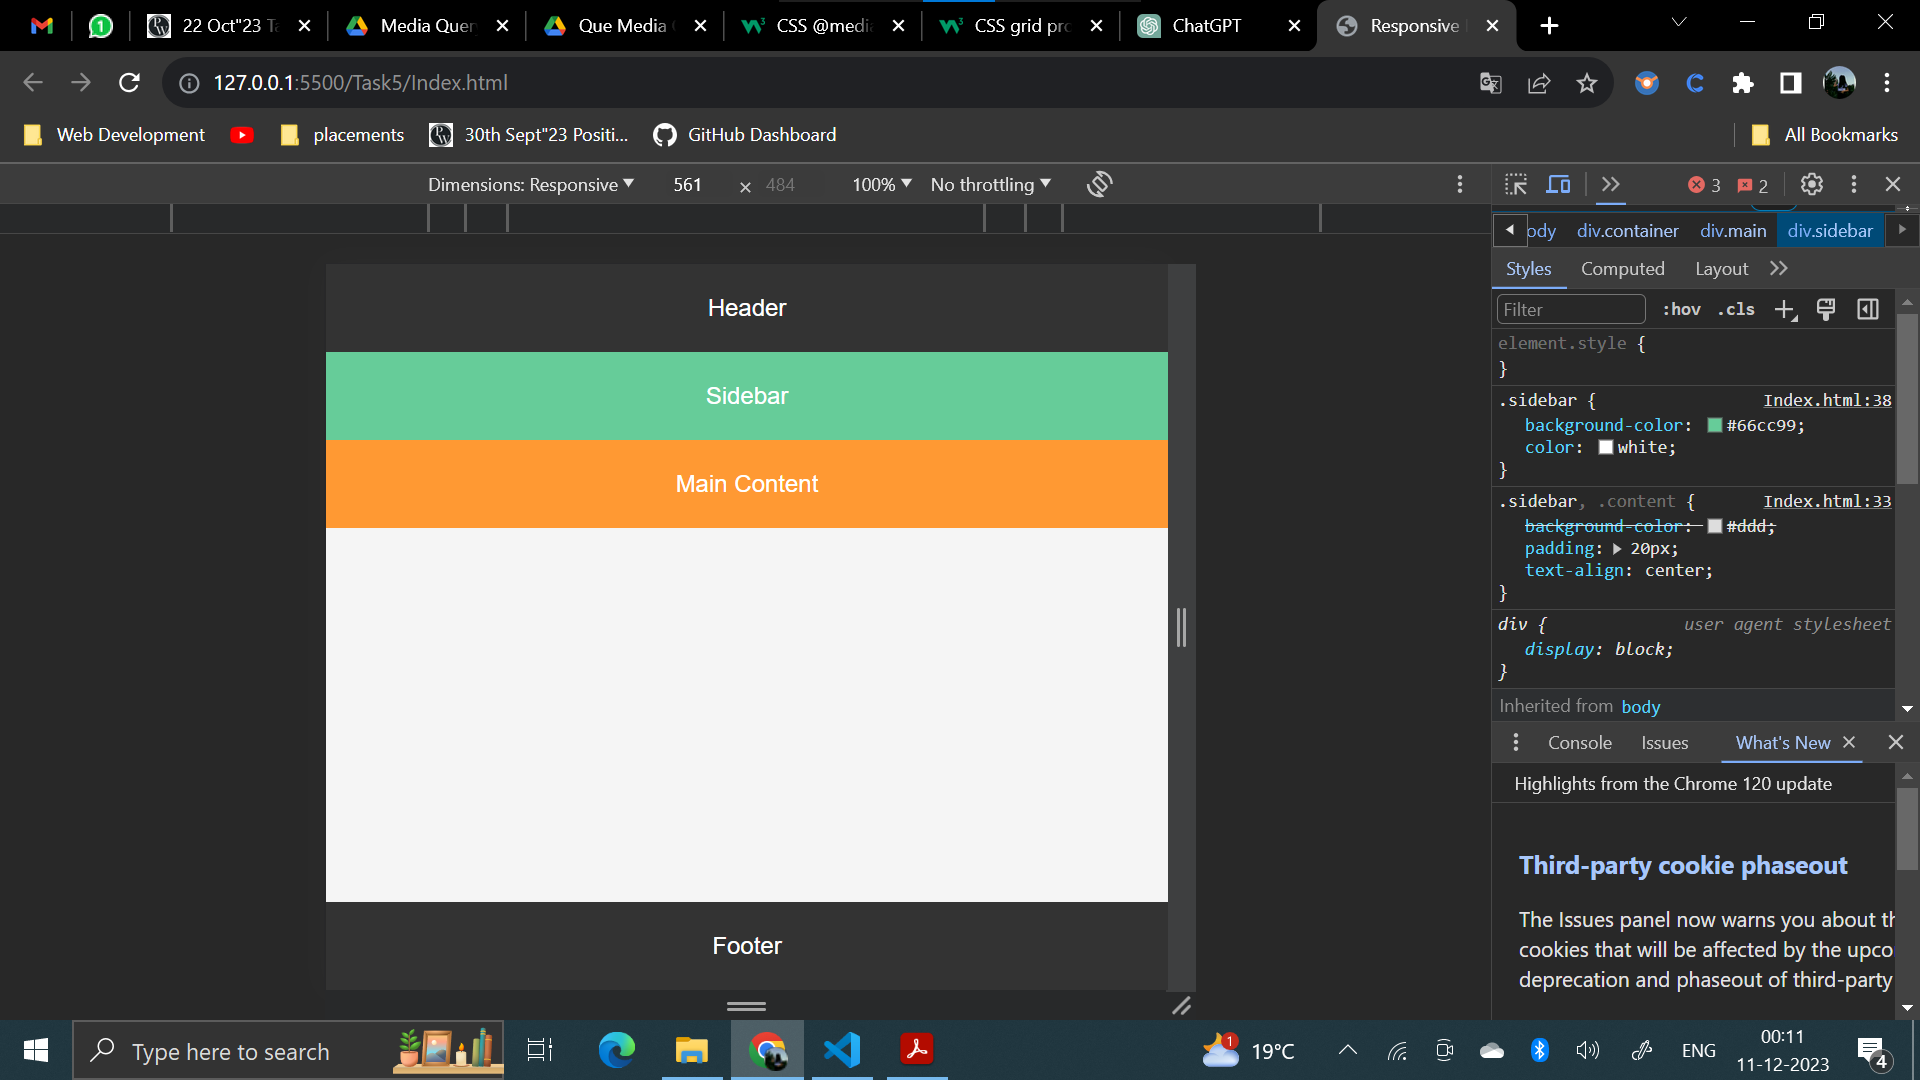 22 Oct"23 Ta
Media Quer
Que Media
CSS @media
CSS grid pro
ChatGPT
Responsive
127.0.0.1:5500/Task5/Index.html
Web Development
placements
30th Sept"23 Positi...
GitHub Dashboard
All Bookmarks
Dimensions: Responsive 561 × 484 100% No throttling
3 2
ody div.container div.main div.sidebar
Styles Computed Layout
Filter :hov .cls
element.style {
}
.sidebar { Index.html:38
background-color: #66cc99;
color: white;
}
.sidebar, .content { Index.html:33
background-color: #ddd;
padding: 20px;
text-align: center;
}
div { user agent stylesheet
display: block;
}
Inherited from body
Console Issues What's New
Highlights from the Chrome 120 update
Third-party cookie phaseout
The Issues panel now warns you about th
cookies that will be affected by the upco
deprecation and phaseout of third-party
Header
Sidebar
Main Content
Footer
Type here to search
1
19°C
ENG
00:11
11-12-2023
4